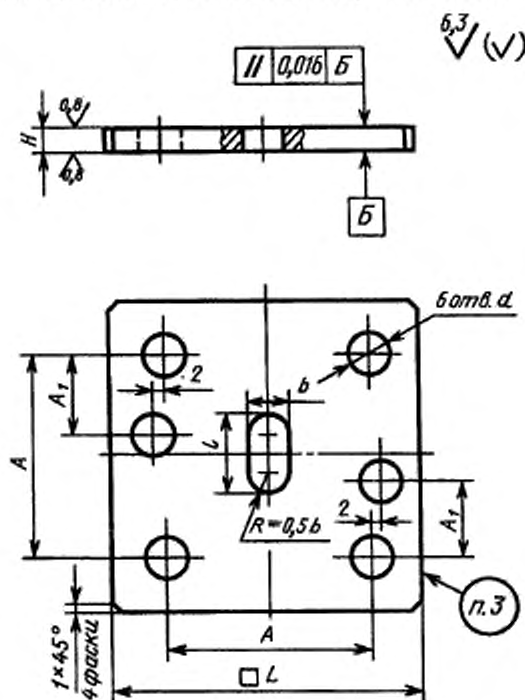 6,3 (√)
// 0,016 Б
0,8
H
0,8
Б
6 отв. d
2
b
A₁
A
l
2
A₁
R=0,5b
п.3
1×45°
4 фаски
A
□ L